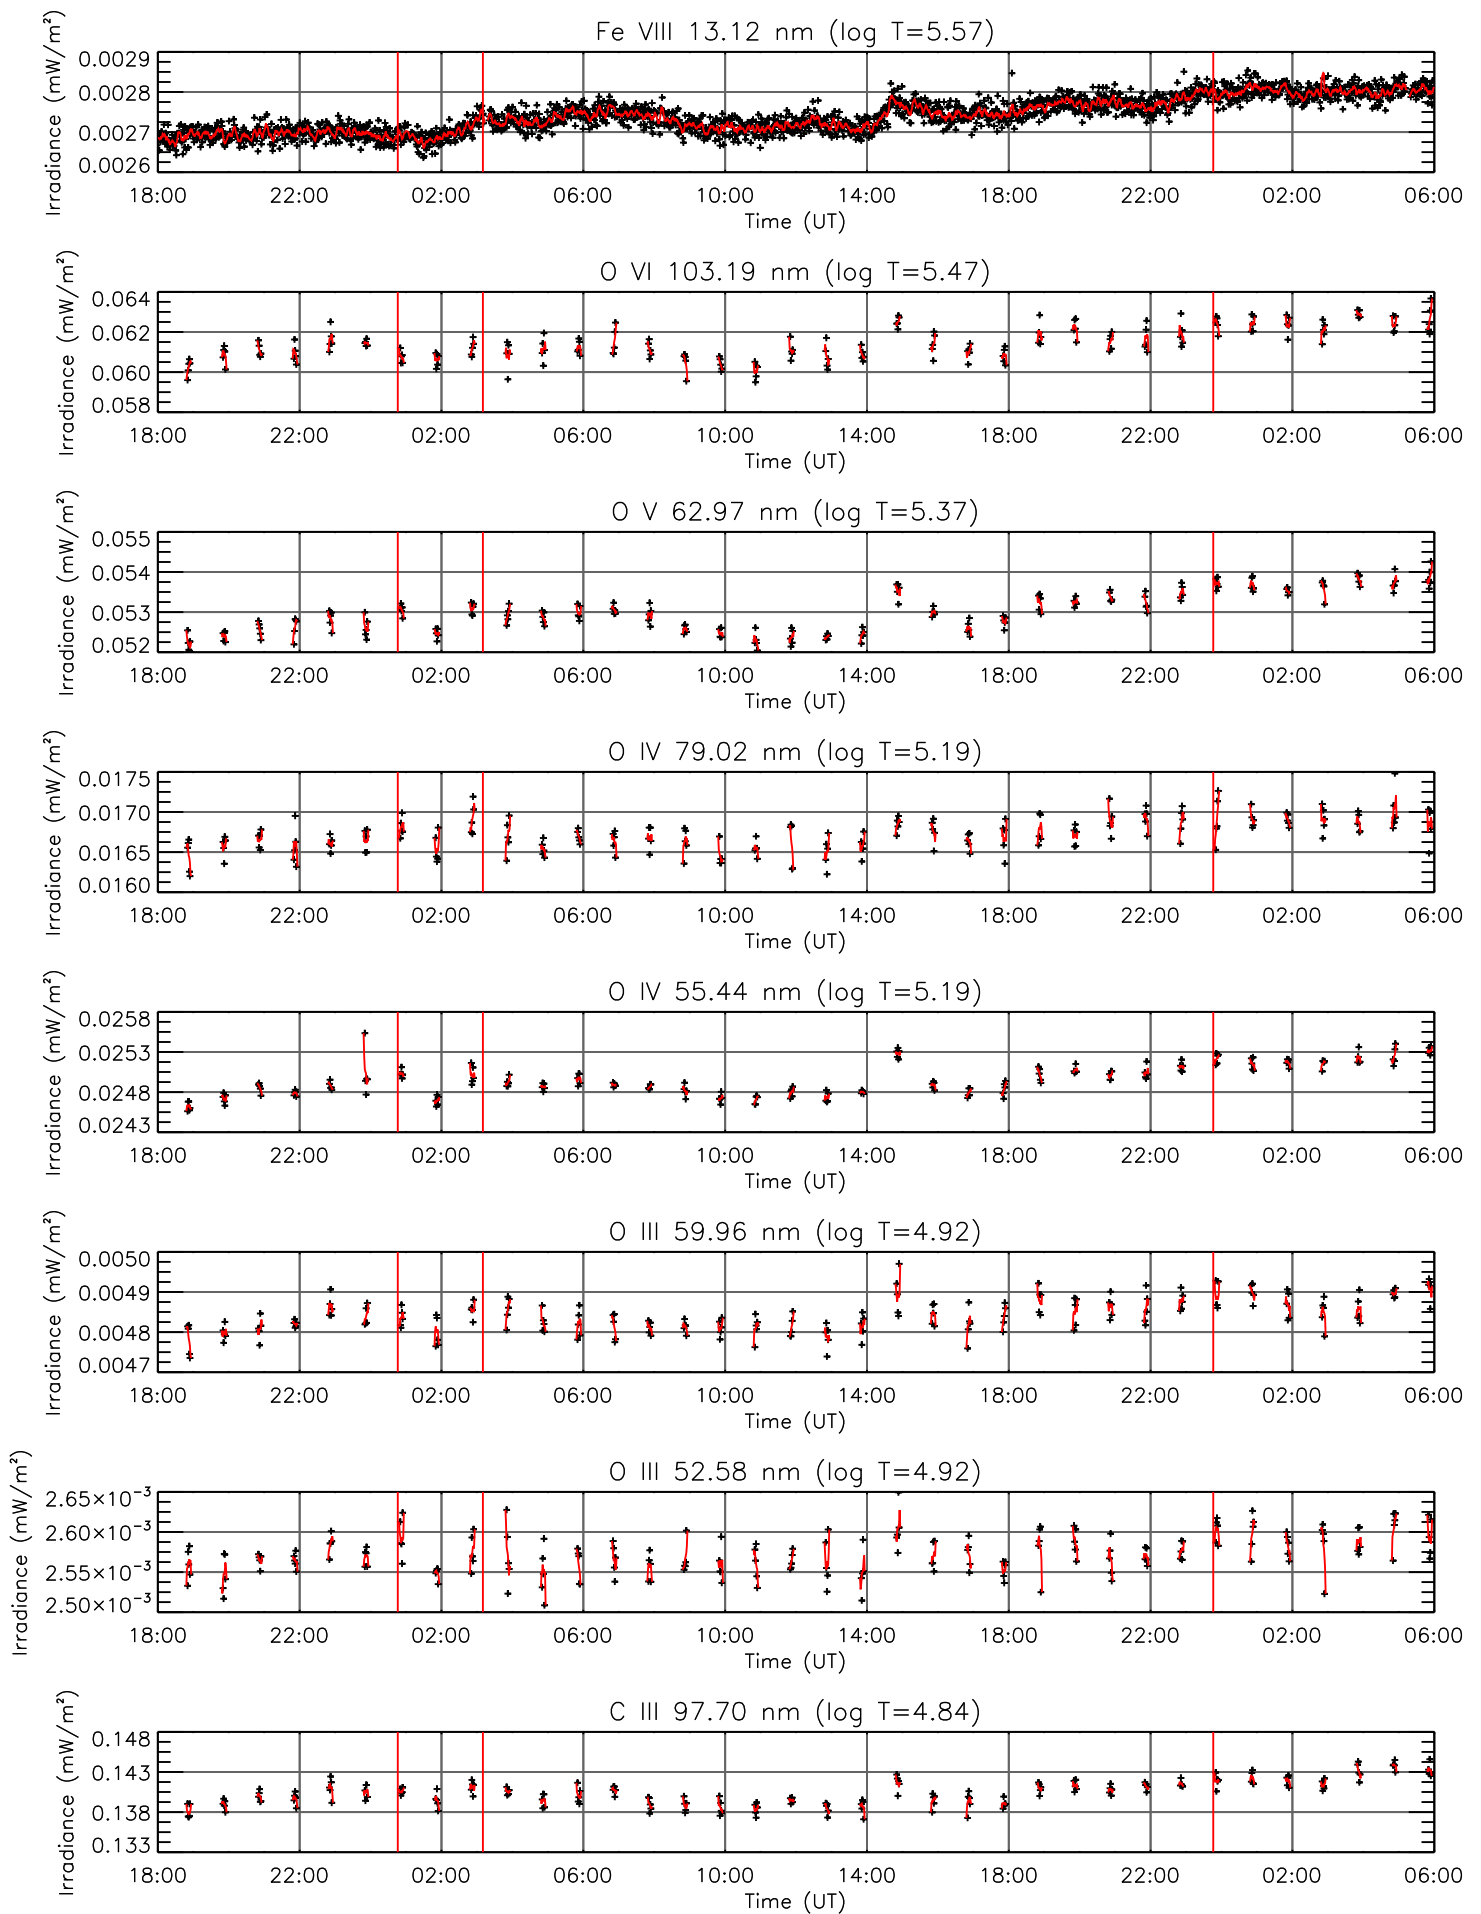 Fe VIII 13.12 nm (log T=5.57)
Irradiance (mW/m²)
0.0029
0.0028
0.0027
0.0026
18:00 22:00 02:00 06:00 10:00 14:00 18:00 22:00 02:00 06:00
Time (UT)
O VI 103.19 nm (log T=5.47)
Irradiance (mW/m²)
0.064
0.062
0.060
0.058
18:00 22:00 02:00 06:00 10:00 14:00 18:00 22:00 02:00 06:00
Time (UT)
O V 62.97 nm (log T=5.37)
Irradiance (mW/m²)
0.055
0.054
0.053
0.052
18:00 22:00 02:00 06:00 10:00 14:00 18:00 22:00 02:00 06:00
Time (UT)
O IV 79.02 nm (log T=5.19)
Irradiance (mW/m²)
0.0175
0.0170
0.0165
0.0160
18:00 22:00 02:00 06:00 10:00 14:00 18:00 22:00 02:00 06:00
Time (UT)
O IV 55.44 nm (log T=5.19)
Irradiance (mW/m²)
0.0258
0.0253
0.0248
0.0243
18:00 22:00 02:00 06:00 10:00 14:00 18:00 22:00 02:00 06:00
Time (UT)
O III 59.96 nm (log T=4.92)
Irradiance (mW/m²)
0.0050
0.0049
0.0048
0.0047
18:00 22:00 02:00 06:00 10:00 14:00 18:00 22:00 02:00 06:00
Time (UT)
O III 52.58 nm (log T=4.92)
Irradiance (mW/m²)
2.65×10⁻³
2.60×10⁻³
2.55×10⁻³
2.50×10⁻³
18:00 22:00 02:00 06:00 10:00 14:00 18:00 22:00 02:00 06:00
Time (UT)
C III 97.70 nm (log T=4.84)
Irradiance (mW/m²)
0.148
0.143
0.138
0.133
18:00 22:00 02:00 06:00 10:00 14:00 18:00 22:00 02:00 06:00
Time (UT)